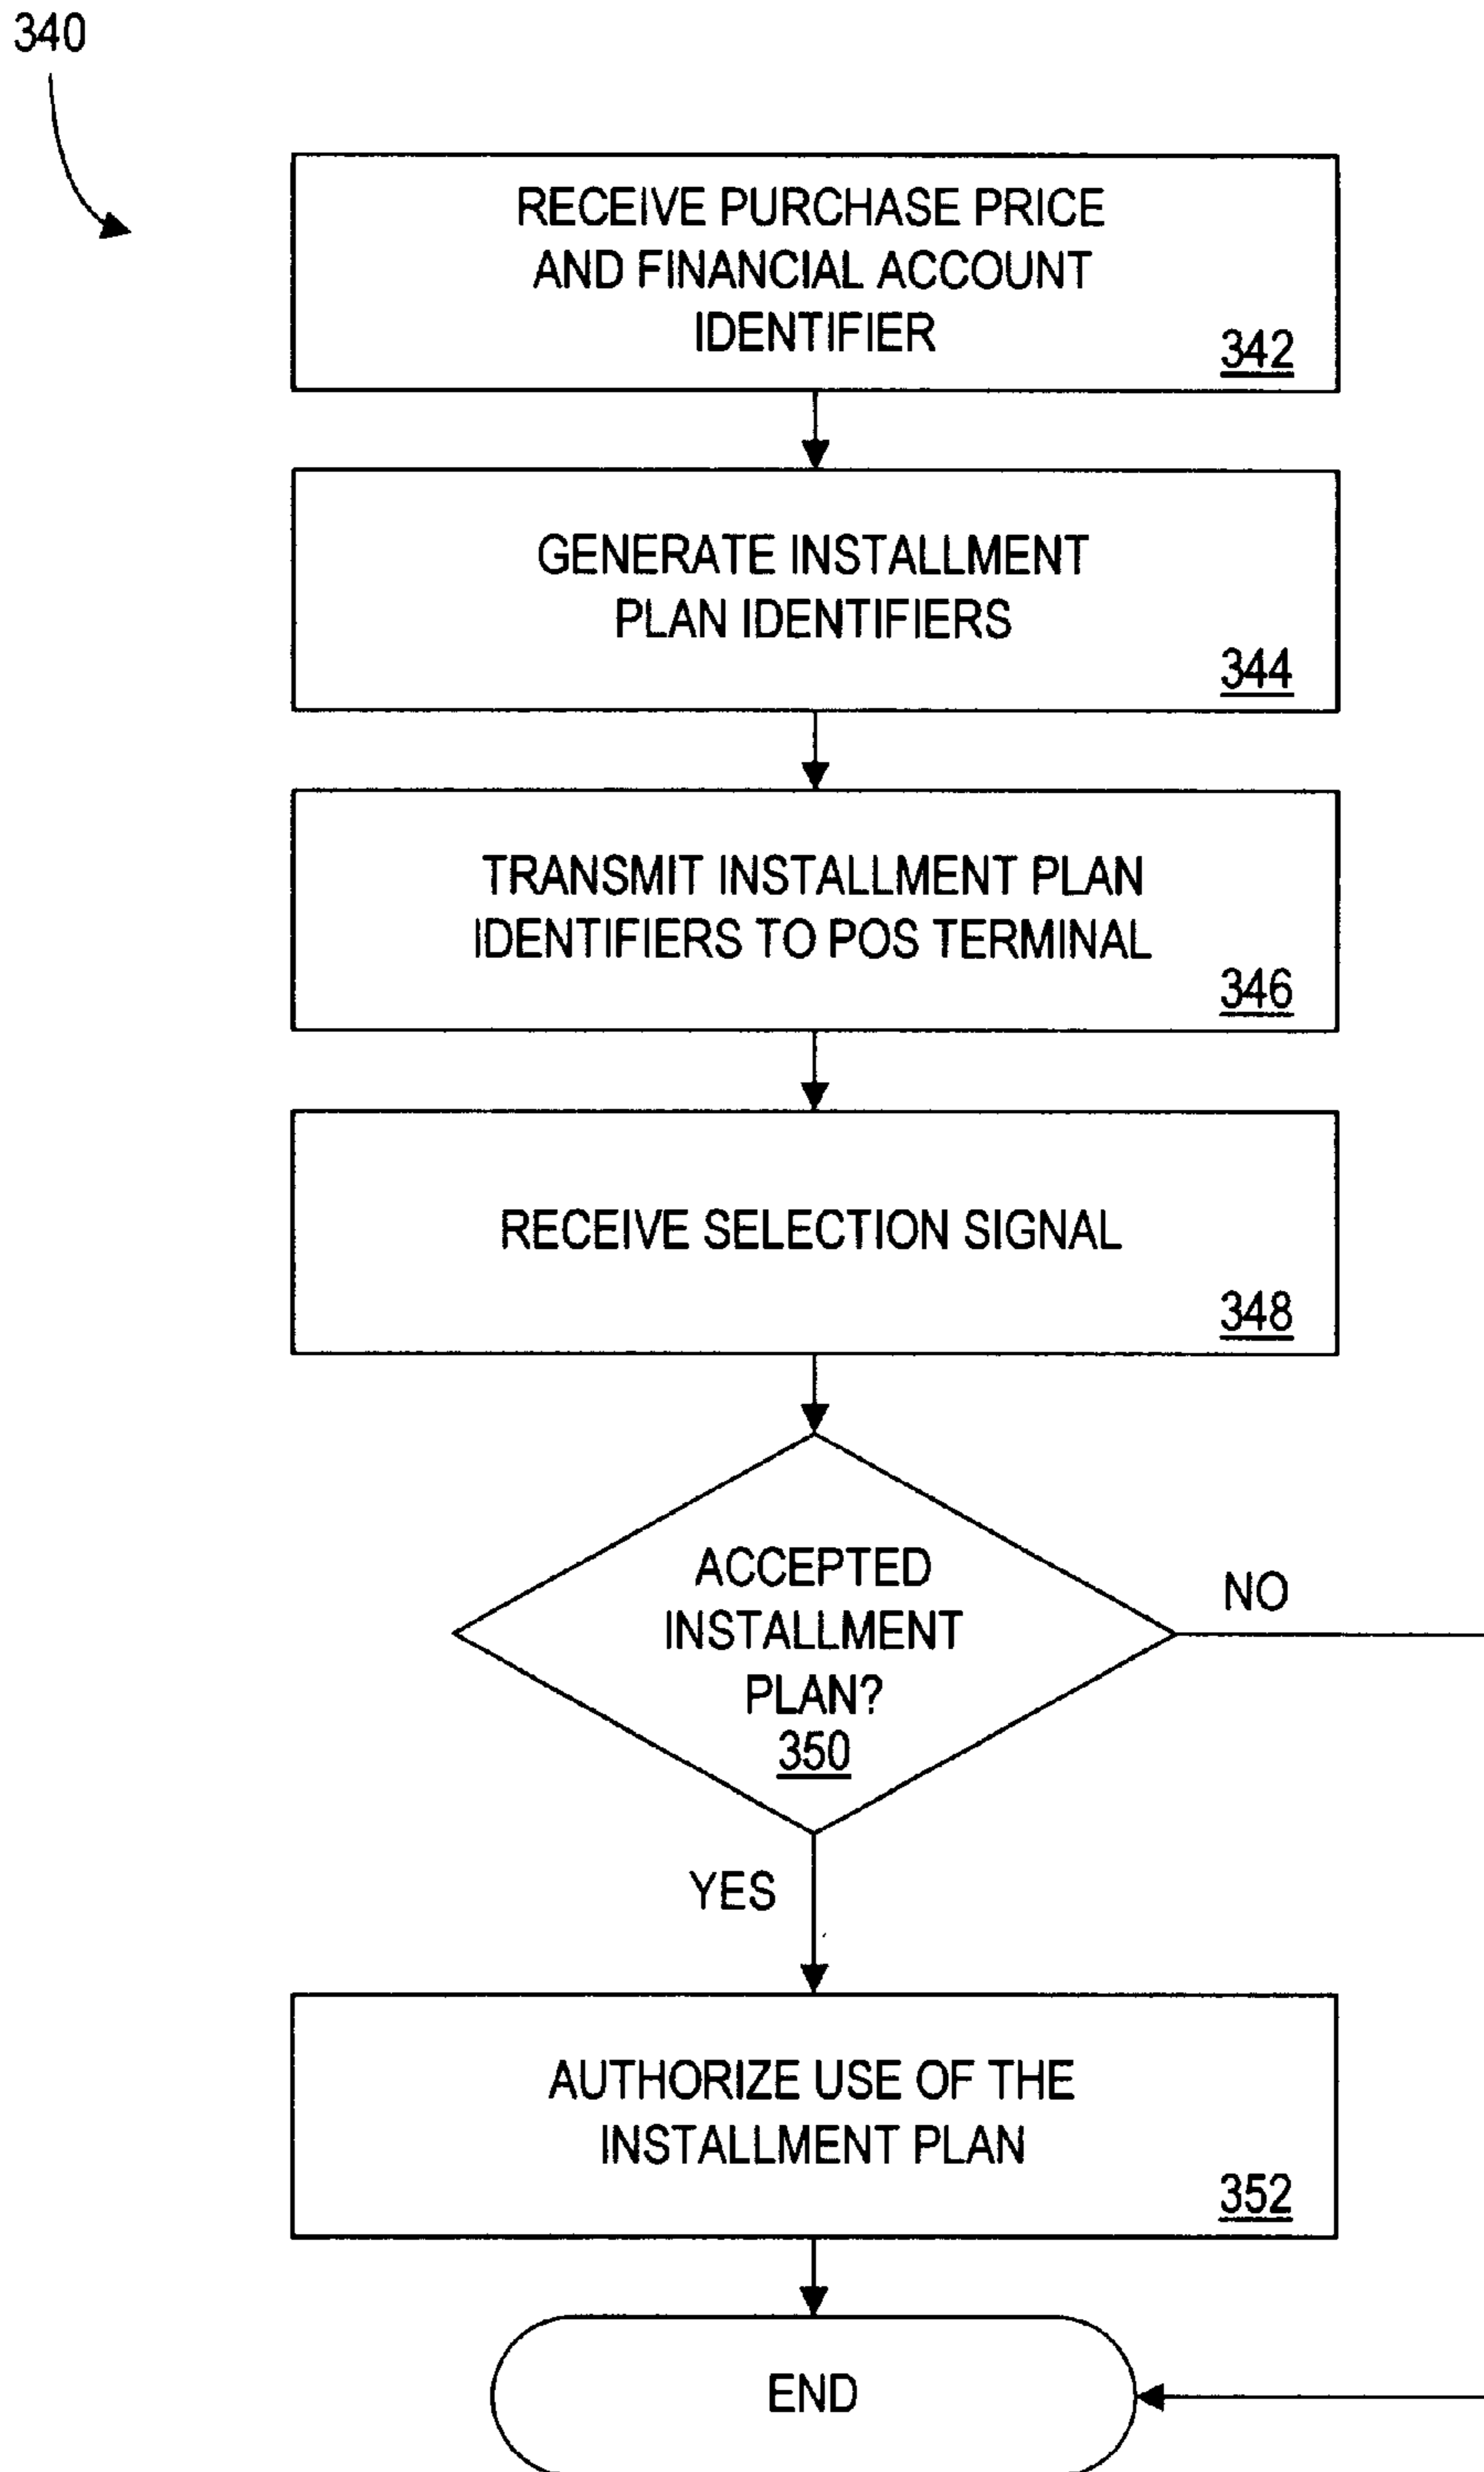 340
RECEIVE PURCHASE PRICE
AND FINANCIAL ACCOUNT
IDENTIFIER
342
GENERATE INSTALLMENT
PLAN IDENTIFIERS
344
TRANSMIT INSTALLMENT PLAN
IDENTIFIERS TO POS TERMINAL
346
RECEIVE SELECTION SIGNAL
348
ACCEPTED
INSTALLMENT
PLAN?
350
NO
YES
AUTHORIZE USE OF THE
INSTALLMENT PLAN
352
END